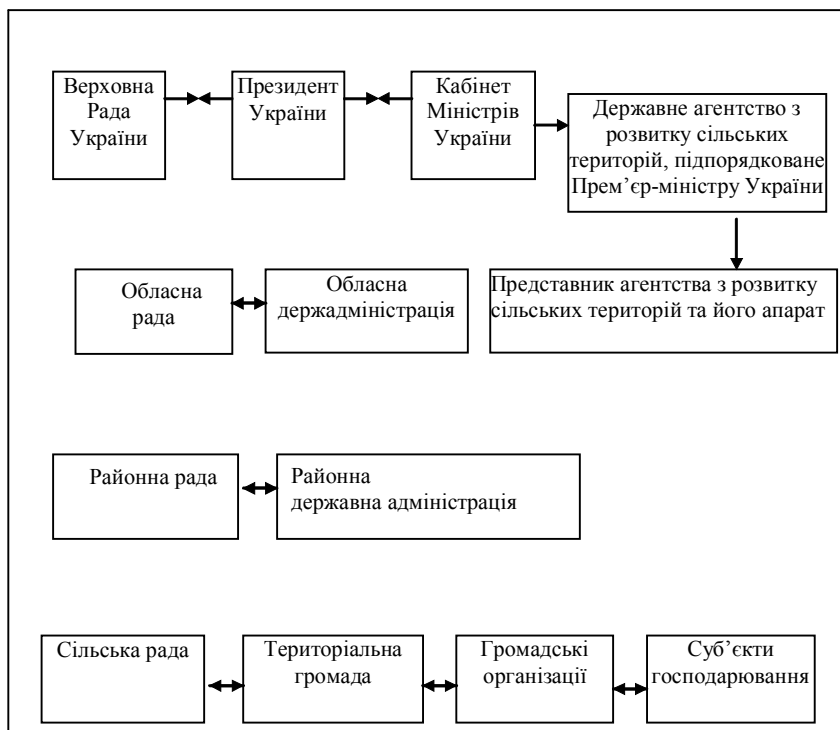 Верховна
Рада
України
Президент
України
Кабінет
Міністрів
України
Державне агентство з
розвитку сільських
територій, підпорядковане
Прем’єр-міністру України
Обласна
рада
Обласна
держадміністрація
Представник агентства з розвитку
сільських територій та його апарат
Районна рада
Районна
державна адміністрація
Сільська рада
Територіальна
громада
Громадські
організації
Суб’єкти
господарювання